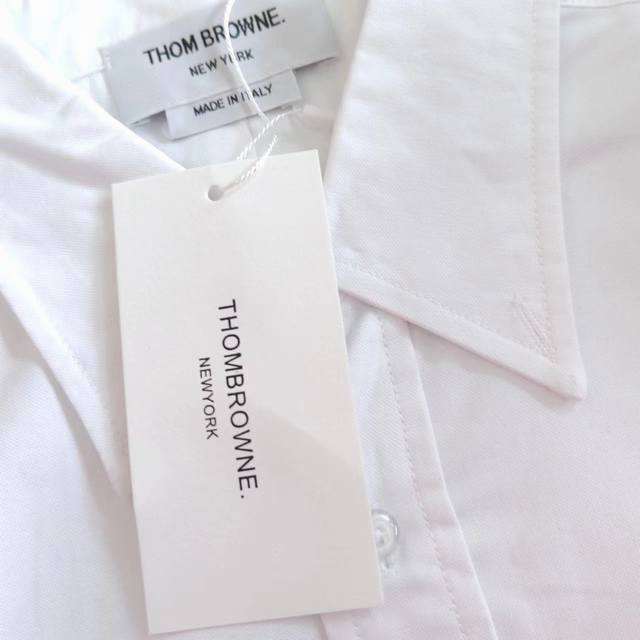 THOM BROWNE.
NEW YORK
MADE IN ITALY
THOMBROWNE.
NEWYORK